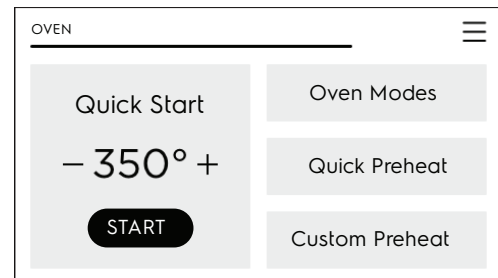 OVEN
Quick Start
– 350° +
START
Oven Modes
Quick Preheat
Custom Preheat